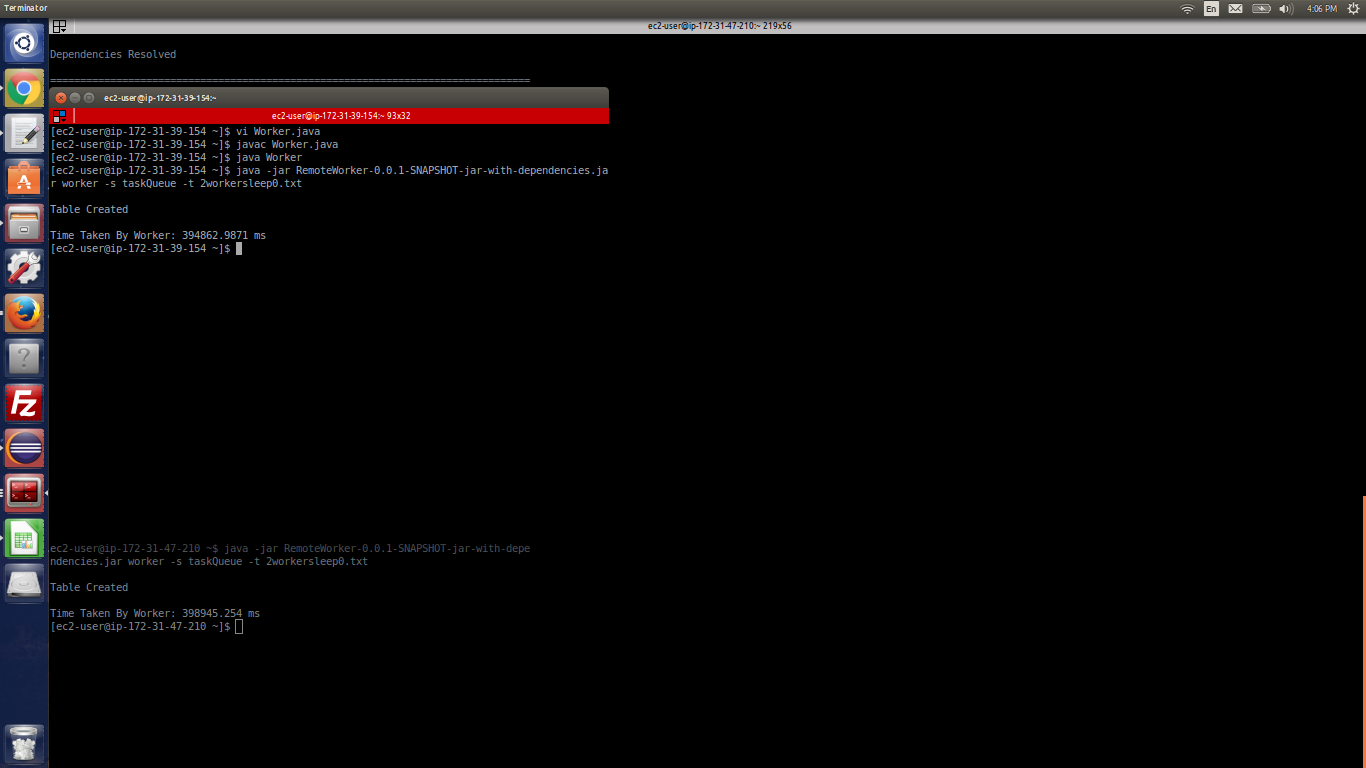 Terminator
En
4:06 PM
ec2-user@ip-172-31-47-210:~ 219x56
Dependencies Resolved
================================================================================
ec2-user@ip-172-31-39-154:~
ec2-user@ip-172-31-39-154:~ 93x32
[ec2-user@ip-172-31-39-154 ~]$ vi Worker.java
[ec2-user@ip-172-31-39-154 ~]$ javac Worker.java
[ec2-user@ip-172-31-39-154 ~]$ java Worker
[ec2-user@ip-172-31-39-154 ~]$ java -jar RemoteWorker-0.0.1-SNAPSHOT-jar-with-dependencies.ja
r worker -s taskQueue -t 2workersleep0.txt
Table Created
Time Taken By Worker: 394862.9871 ms
[ec2-user@ip-172-31-39-154 ~]$
ec2-user@ip-172-31-47-210 ~$ java -jar RemoteWorker-0.0.1-SNAPSHOT-jar-with-depe
ndencies.jar worker -s taskQueue -t 2workersleep0.txt
Table Created
Time Taken By Worker: 398945.254 ms
[ec2-user@ip-172-31-47-210 ~]$
Fz